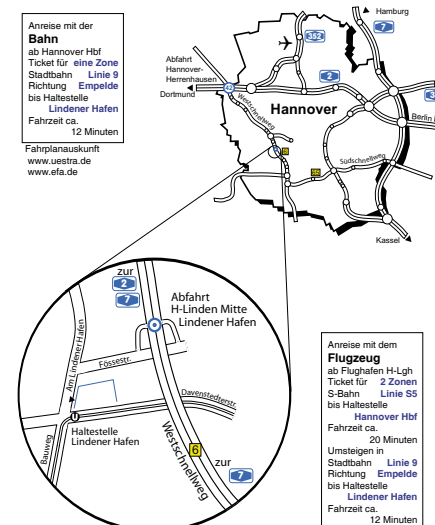 Anreise mit der
Bahn
ab Hannover Hbf
Ticket für eine Zone
Stadtbahn Linie 9
Richtung Empelde
bis Haltestelle
Lindener Hafen
Fahrzeit ca.
12 Minuten
Fahrplanauskunft
www.uestra.de
www.efa.de
Hamburg
7
352
Abfahrt
Hannover-
Herrenhausen
2
42
Dortmund
Westschnellweg
Hannover
Berlin
6
Südschnellweg
65
Kassel
zur
2
7
Abfahrt
H-Linden Mitte
Lindener Hafen
Am Lindener Hafen
Fössestr.
Davenstedterstr.
Haltestelle
Lindener Hafen
Bauweg
Westschnellweg
6
zur
7
Anreise mit dem
Flugzeug
ab Flughafen H-Lgh
Ticket für 2 Zonen
S-Bahn Linie S5
bis Haltestelle
Hannover Hbf
Fahrzeit ca.
20 Minuten
Umsteigen in
Stadtbahn Linie 9
Richtung Empelde
bis Haltestelle
Lindener Hafen
Fahrzeit ca.
12 Minuten